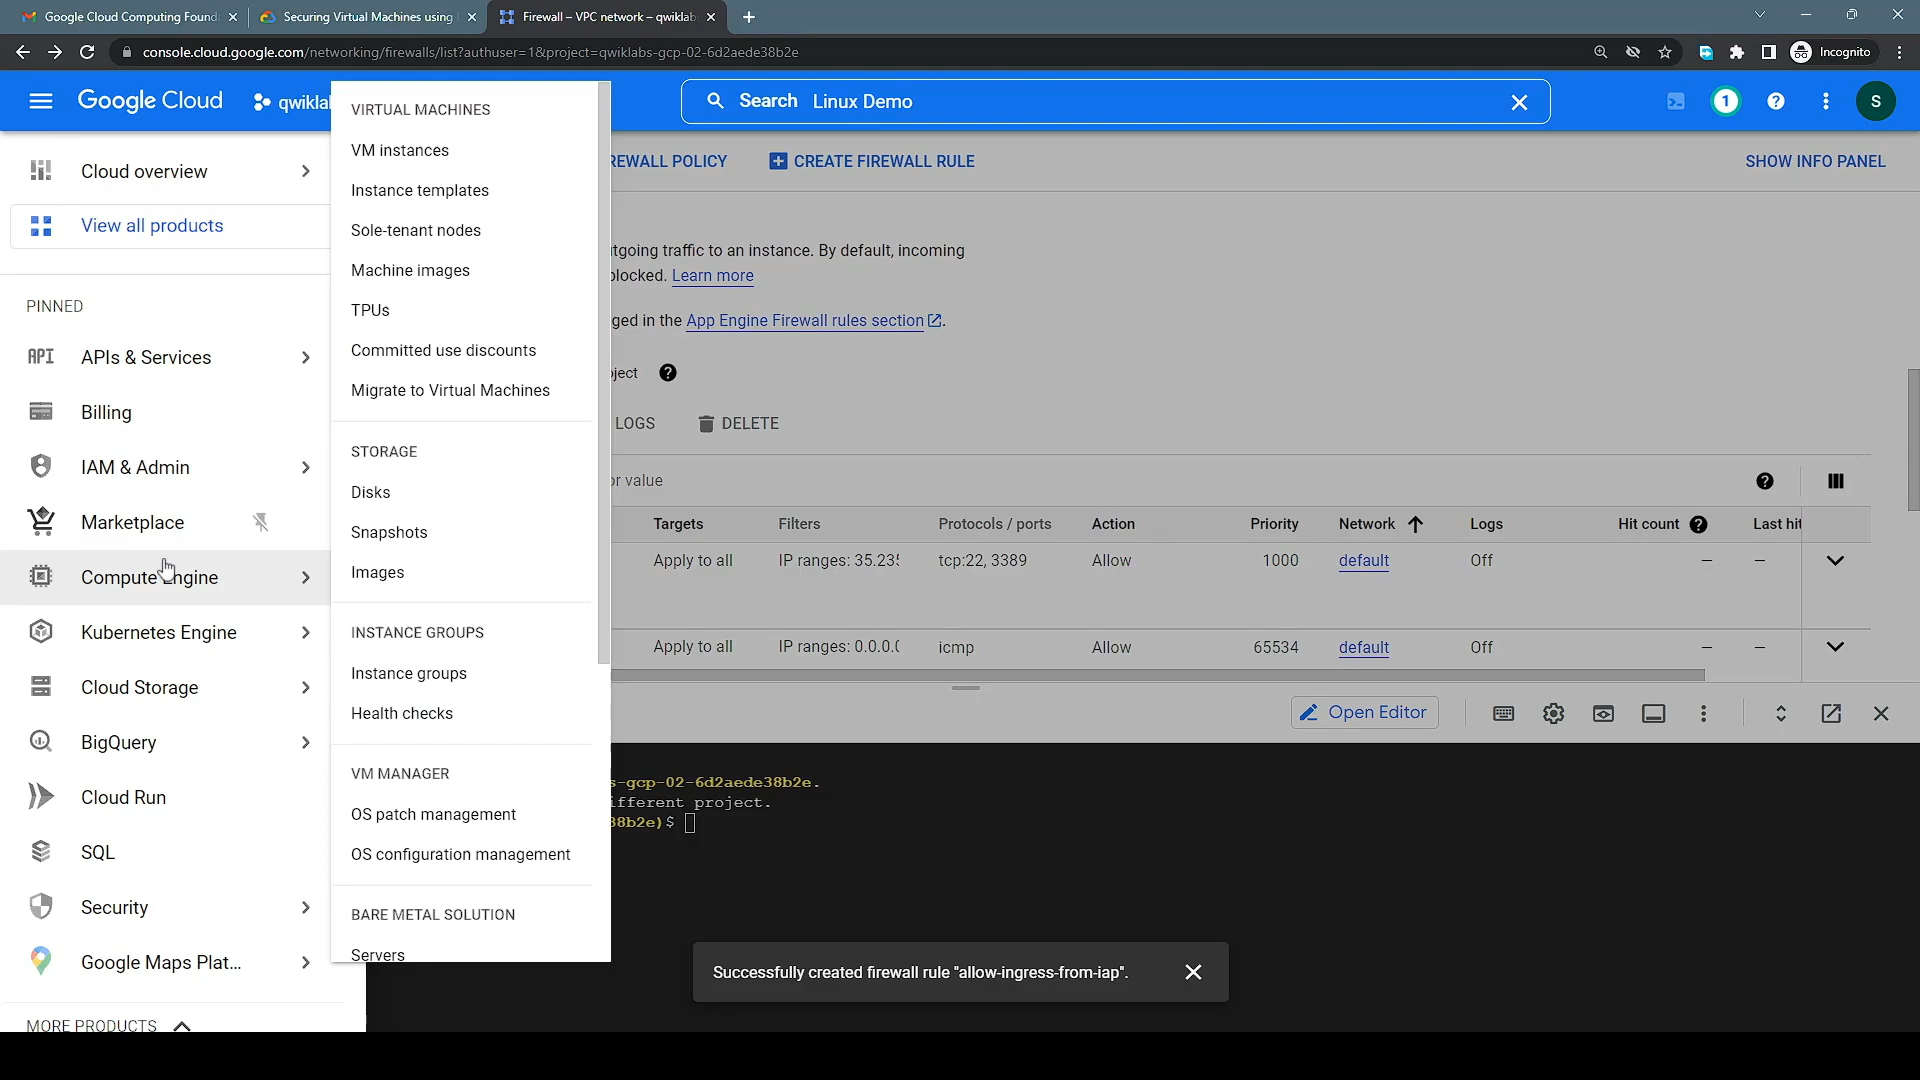 Google Cloud Computing Found
Securing Virtual Machines using
Firewall – VPC network – qwiklab
console.cloud.google.com/networking/firewalls/list?authuser=1&project=qwiklabs-gcp-02-6d2aede38b2e
Incognito
Google Cloud
qwiklal
Search Linux Demo
1
S
Cloud overview
View all products
PINNED
API APIs & Services
Billing
IAM & Admin
Marketplace
Compute Engine
Kubernetes Engine
Cloud Storage
BigQuery
Cloud Run
SQL
Security
Google Maps Plat...
MORE PRODUCTS
VIRTUAL MACHINES
VM instances
Instance templates
Sole-tenant nodes
Machine images
TPUs
Committed use discounts
Migrate to Virtual Machines
STORAGE
Disks
Snapshots
Images
INSTANCE GROUPS
Instance groups
Health checks
VM MANAGER
OS patch management
OS configuration management
BARE METAL SOLUTION
Servers
REWALL POLICY
CREATE FIREWALL RULE
SHOW INFO PANEL
tgoing traffic to an instance. By default, incoming
locked. Learn more
ged in the App Engine Firewall rules section.
ject
LOGS
DELETE
or value
Targets Filters Protocols / ports Action Priority Network Logs Hit count Last hit
Apply to all IP ranges: 35.235 tcp:22, 3389 Allow 1000 default Off — —
Apply to all IP ranges: 0.0.0.0 icmp Allow 65534 default Off — —
Open Editor
s-gcp-02-6d2aede38b2e.
ifferent project.
38b2e)$
Successfully created firewall rule "allow-ingress-from-iap".